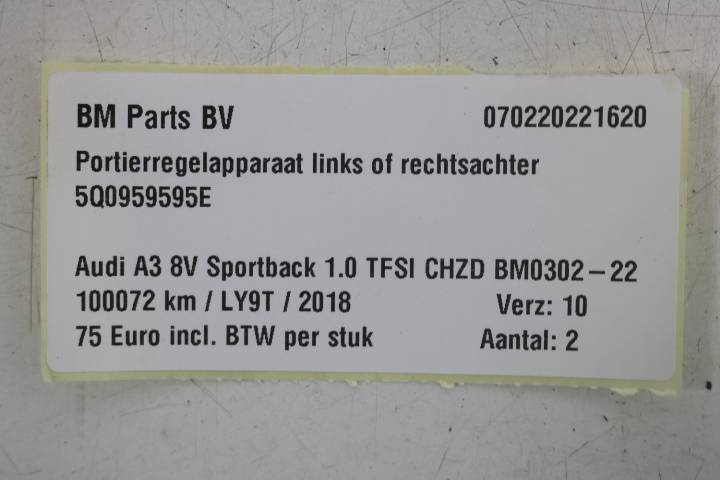 BM Parts BV 070220221620
Portierregelapparaat links of rechtsachter
5Q0959595E
Audi A3 8V Sportback 1.0 TFSI CHZD BM0302-22
100072 km / LY9T / 2018 Verz: 10
75 Euro incl. BTW per stuk Aantal: 2